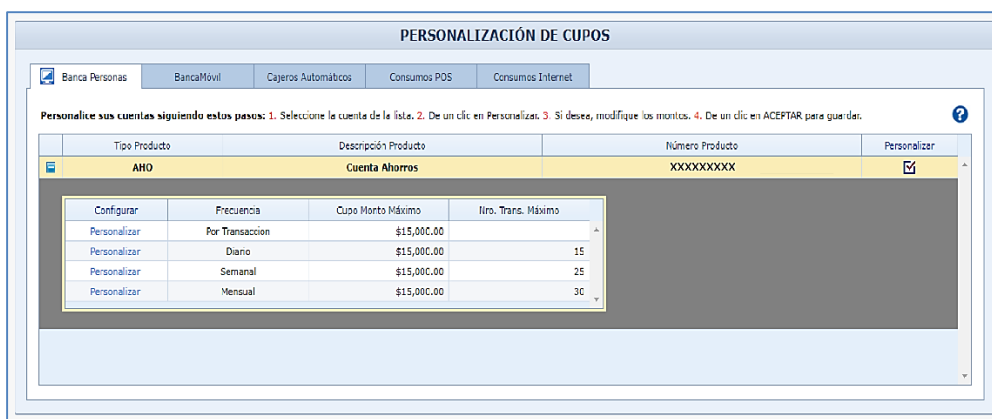 PERSONALIZACIÓN DE CUPOS
Banca Personas BancaMóvil Cajeros Automáticos Consumos POS Consumos Internet
Personalice sus cuentas siguiendo estos pasos: 1. Seleccione la cuenta de la lista. 2. De un clic en Personalizar. 3. Si desea, modifique los montos. 4. De un clic en ACEPTAR para guardar. ?
Tipo Producto Descripción Producto Número Producto Personalizar
AHO Cuenta Ahorros XXXXXXXXX
Configurar Frecuencia Cupo Monto Máximo Nro. Trans. Máximo
Personalizar Por Transaccion $15,000.00
Personalizar Diario $15,000.00 15
Personalizar Semanal $15,000.00 25
Personalizar Mensual $15,000.00 30